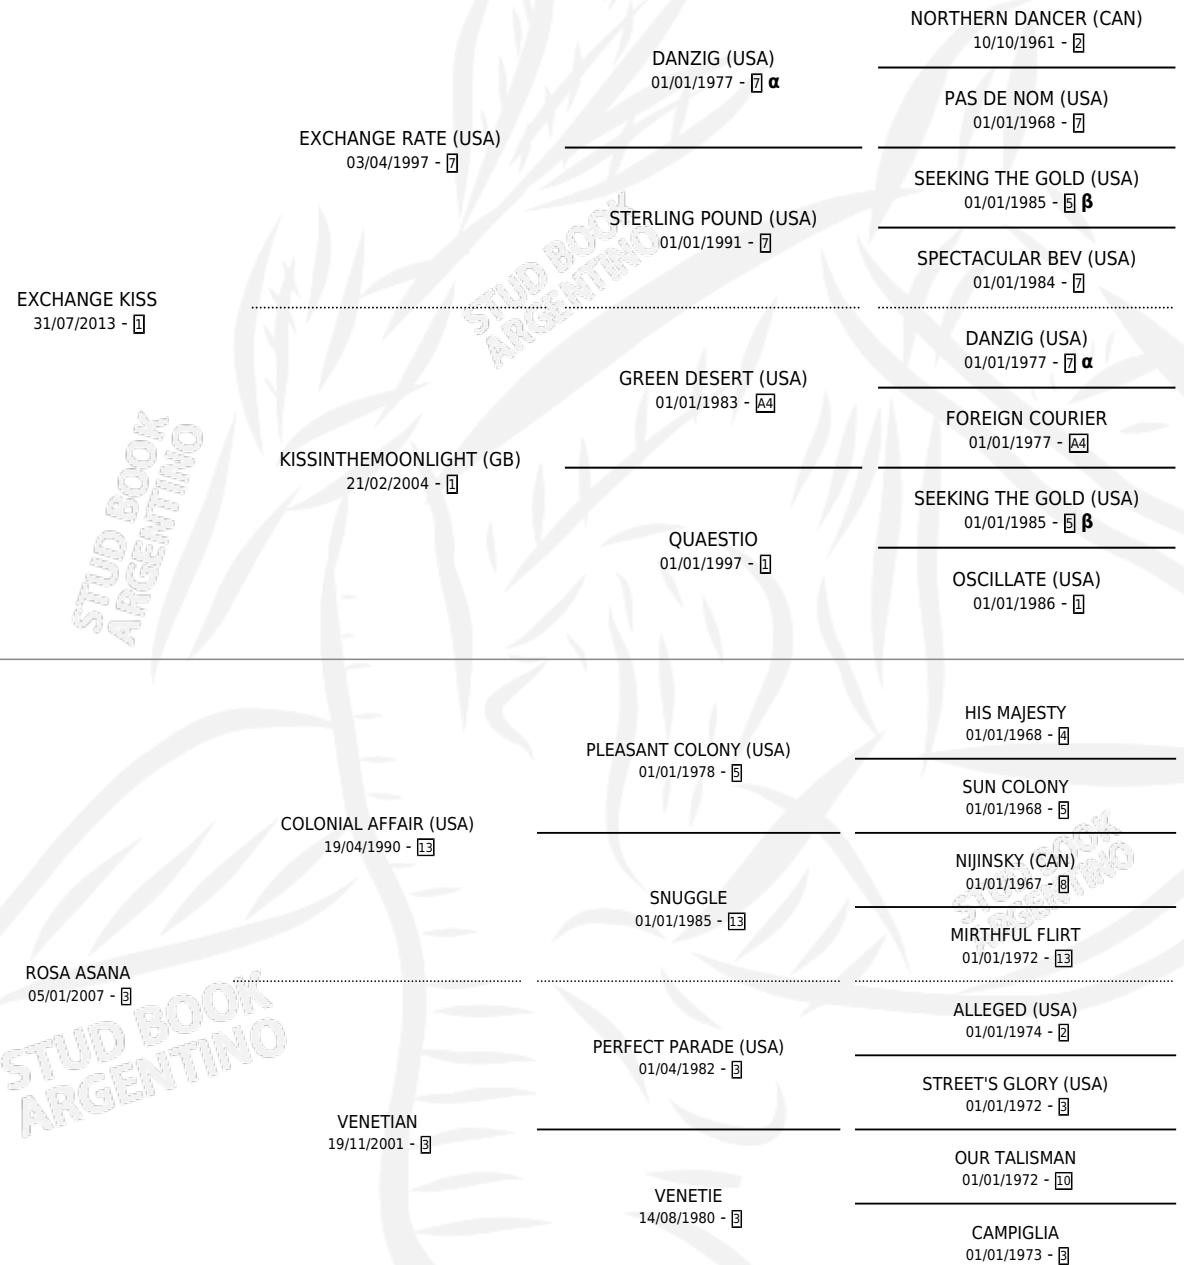 NORTHERN DANCER (CAN)
10/10/1961 - 2
DANZIG (USA)
01/01/1977 - 7 α
PAS DE NOM (USA)
01/01/1968 - 7
EXCHANGE RATE (USA)
03/04/1997 - 7
SEEKING THE GOLD (USA)
01/01/1985 - 5 β
STERLING POUND (USA)
01/01/1991 - 7
SPECTACULAR BEV (USA)
01/01/1984 - 7
EXCHANGE KISS
31/07/2013 - 1
DANZIG (USA)
01/01/1977 - 7 α
GREEN DESERT (USA)
01/01/1983 - A4
FOREIGN COURIER
01/01/1977 - A4
KISSINTHEMOONLIGHT (GB)
21/02/2004 - 1
SEEKING THE GOLD (USA)
01/01/1985 - 5 β
QUAESTIO
01/01/1997 - 1
OSCILLATE (USA)
01/01/1986 - 1
HIS MAJESTY
01/01/1968 - 4
PLEASANT COLONY (USA)
01/01/1978 - 5
SUN COLONY
01/01/1968 - 5
COLONIAL AFFAIR (USA)
19/04/1990 - 13
NIJINSKY (CAN)
01/01/1967 - 8
SNUGGLE
01/01/1985 - 13
MIRTHFUL FLIRT
01/01/1972 - 13
ROSA ASANA
05/01/2007 - 3
ALLEGED (USA)
01/01/1974 - 2
PERFECT PARADE (USA)
01/04/1982 - 3
STREET'S GLORY (USA)
01/01/1972 - 3
VENETIAN
19/11/2001 - 3
OUR TALISMAN
01/01/1972 - 10
VENETIE
14/08/1980 - 3
CAMPIGLIA
01/01/1973 - 3
STUD BOOK
ARGENTINO
STUD BOOK
ARGENTINO
STUD BOOK
ARGENTINO
STUD BOOK
ARGENTINO